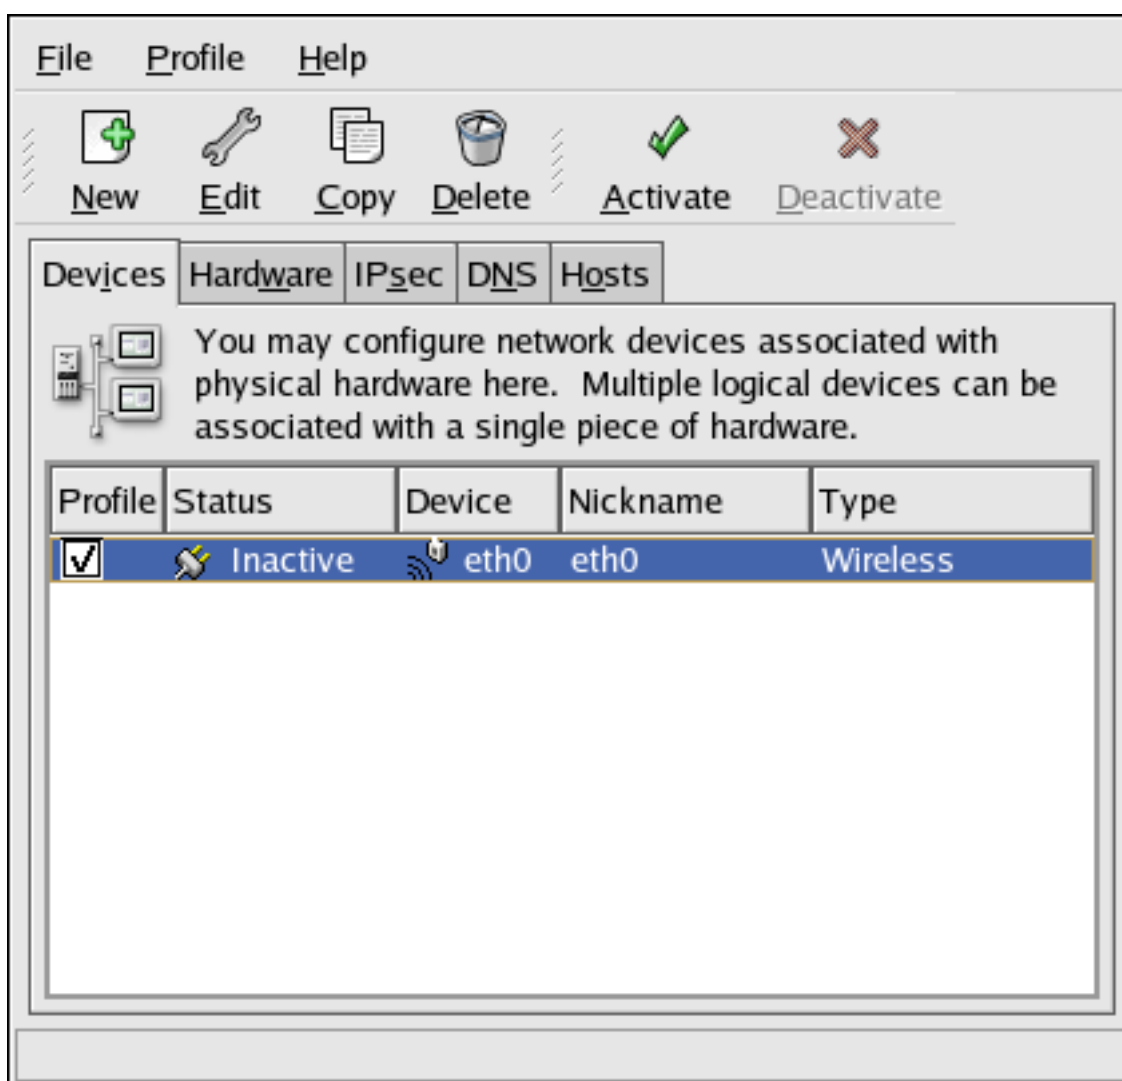 File Profile Help
New Edit Copy Delete Activate Deactivate
Devices Hardware IPsec DNS Hosts
You may configure network devices associated with
physical hardware here.  Multiple logical devices can be
associated with a single piece of hardware.
Profile Status Device Nickname Type
Inactive eth0 eth0 Wireless